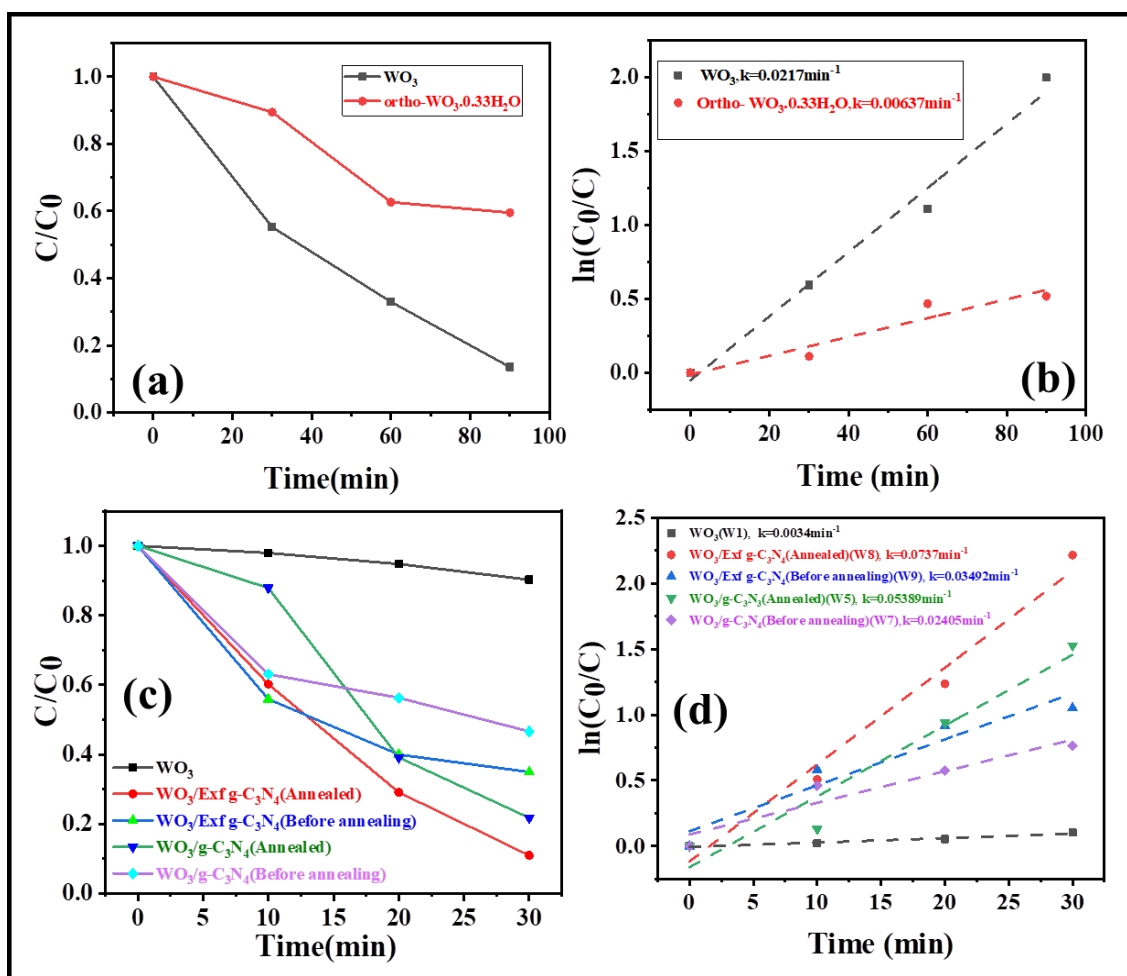 1.0
0.8
0.6
0.4
0.2
0.0
C/C0
WO₃
ortho-WO₃.0.33H₂O
(a)
0 20 40 60 80 100
Time(min)
2.0
1.5
1.0
0.5
0.0
ln(C0/C)
WO₃,k=0.0217min⁻¹
Ortho- WO₃.0.33H₂O,k=0.00637min⁻¹
(b)
0 20 40 60 80 100
Time (min)
1.0
0.8
0.6
0.4
0.2
0.0
C/C0
(c)
WO₃
WO₃/Exf g-C₃N₄(Annealed)
WO₃/Exf g-C₃N₄(Before annealing)
WO₃/g-C₃N₄(Annealed)
WO₃/g-C₃N₄(Before annealing)
0 5 10 15 20 25 30
Time(min)
2.5
2.0
1.5
1.0
0.5
0.0
ln(C0/C)
WO₃(W1), k=0.0034min⁻¹
WO₃/Exf g-C₃N₄(Annealed)(W8), k=0.0737min⁻¹
WO₃/Exf g-C₃N₄(Before annealing)(W9), k=0.03492min⁻¹
WO₃/g-C₃N₃(Annealed)(W5), k=0.05389min⁻¹
WO₃/g-C₃N₄(Before annealing)(W7),k=0.02405min⁻¹
(d)
0 5 10 15 20 25 30
Time (min)